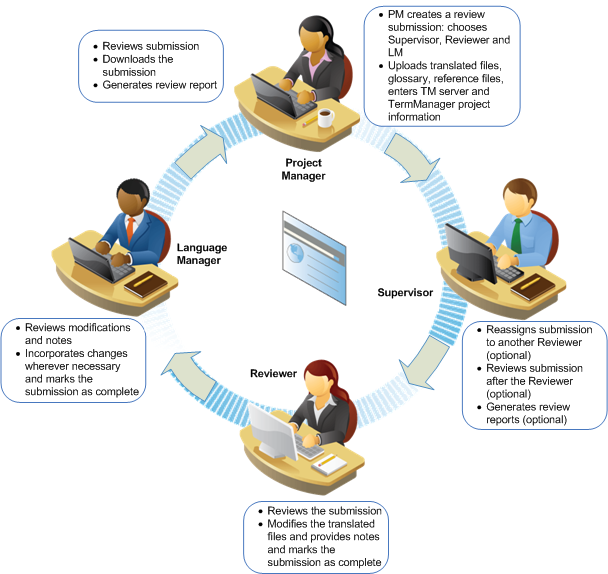 • Reviews submission
• Downloads the
submission
• Generates review report
• PM creates a review
submission: chooses
Supervisor, Reviewer and
LM
• Uploads translated files,
glossary, reference files,
enters TM server and
TermManager project
information
Project
Manager
Language
Manager
Supervisor
• Reviews modifications
and notes
• Incorporates changes
wherever necessary
and marks the
submission as complete
• Reassigns submission
to another Reviewer
(optional)
• Reviews submission
after the Reviewer
(optional)
• Generates review
reports (optional)
Reviewer
• Reviews the submission
• Modifies the translated
files and provides notes
and marks the
submission as complete